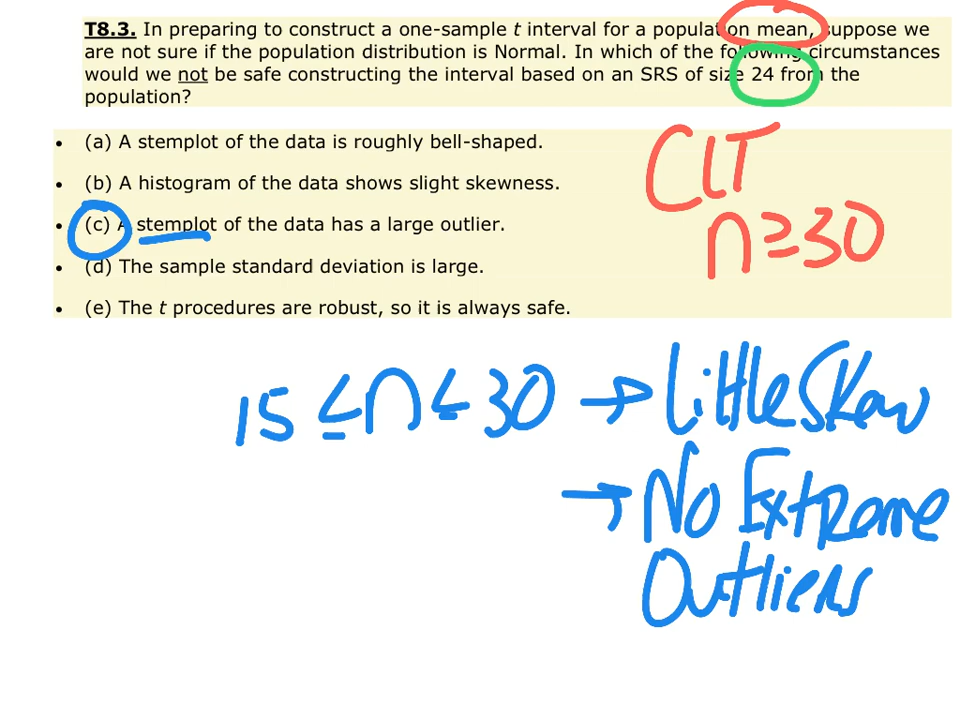 T8.3. In preparing to construct a one-sample t interval for a population mean, suppose we
are not sure if the population distribution is Normal. In which of the following circumstances
would we not be safe constructing the interval based on an SRS of size 24 from the
population?
• (a) A stemplot of the data is roughly bell-shaped.
• (b) A histogram of the data shows slight skewness.
• (c) A stemplot of the data has a large outlier.
• (d) The sample standard deviation is large.
• (e) The t procedures are robust, so it is always safe.
CLT
n ≥ 30
15 ≤ n ≤ 30 → Little Skew
→ No Extreme
Outliers